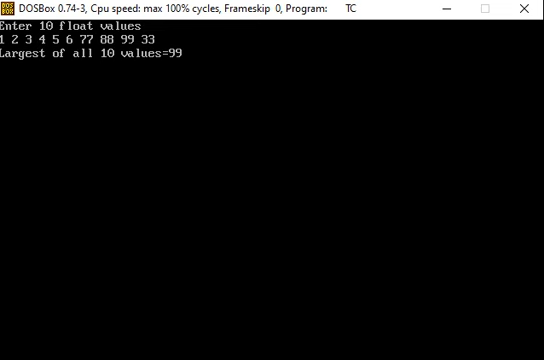 DOSBox 0.74-3, Cpu speed: max 100% cycles, Frameskip 0, Program: TC
Enter 10 float values
1 2 3 4 5 6 77 88 99 33
Largest of all 10 values=99